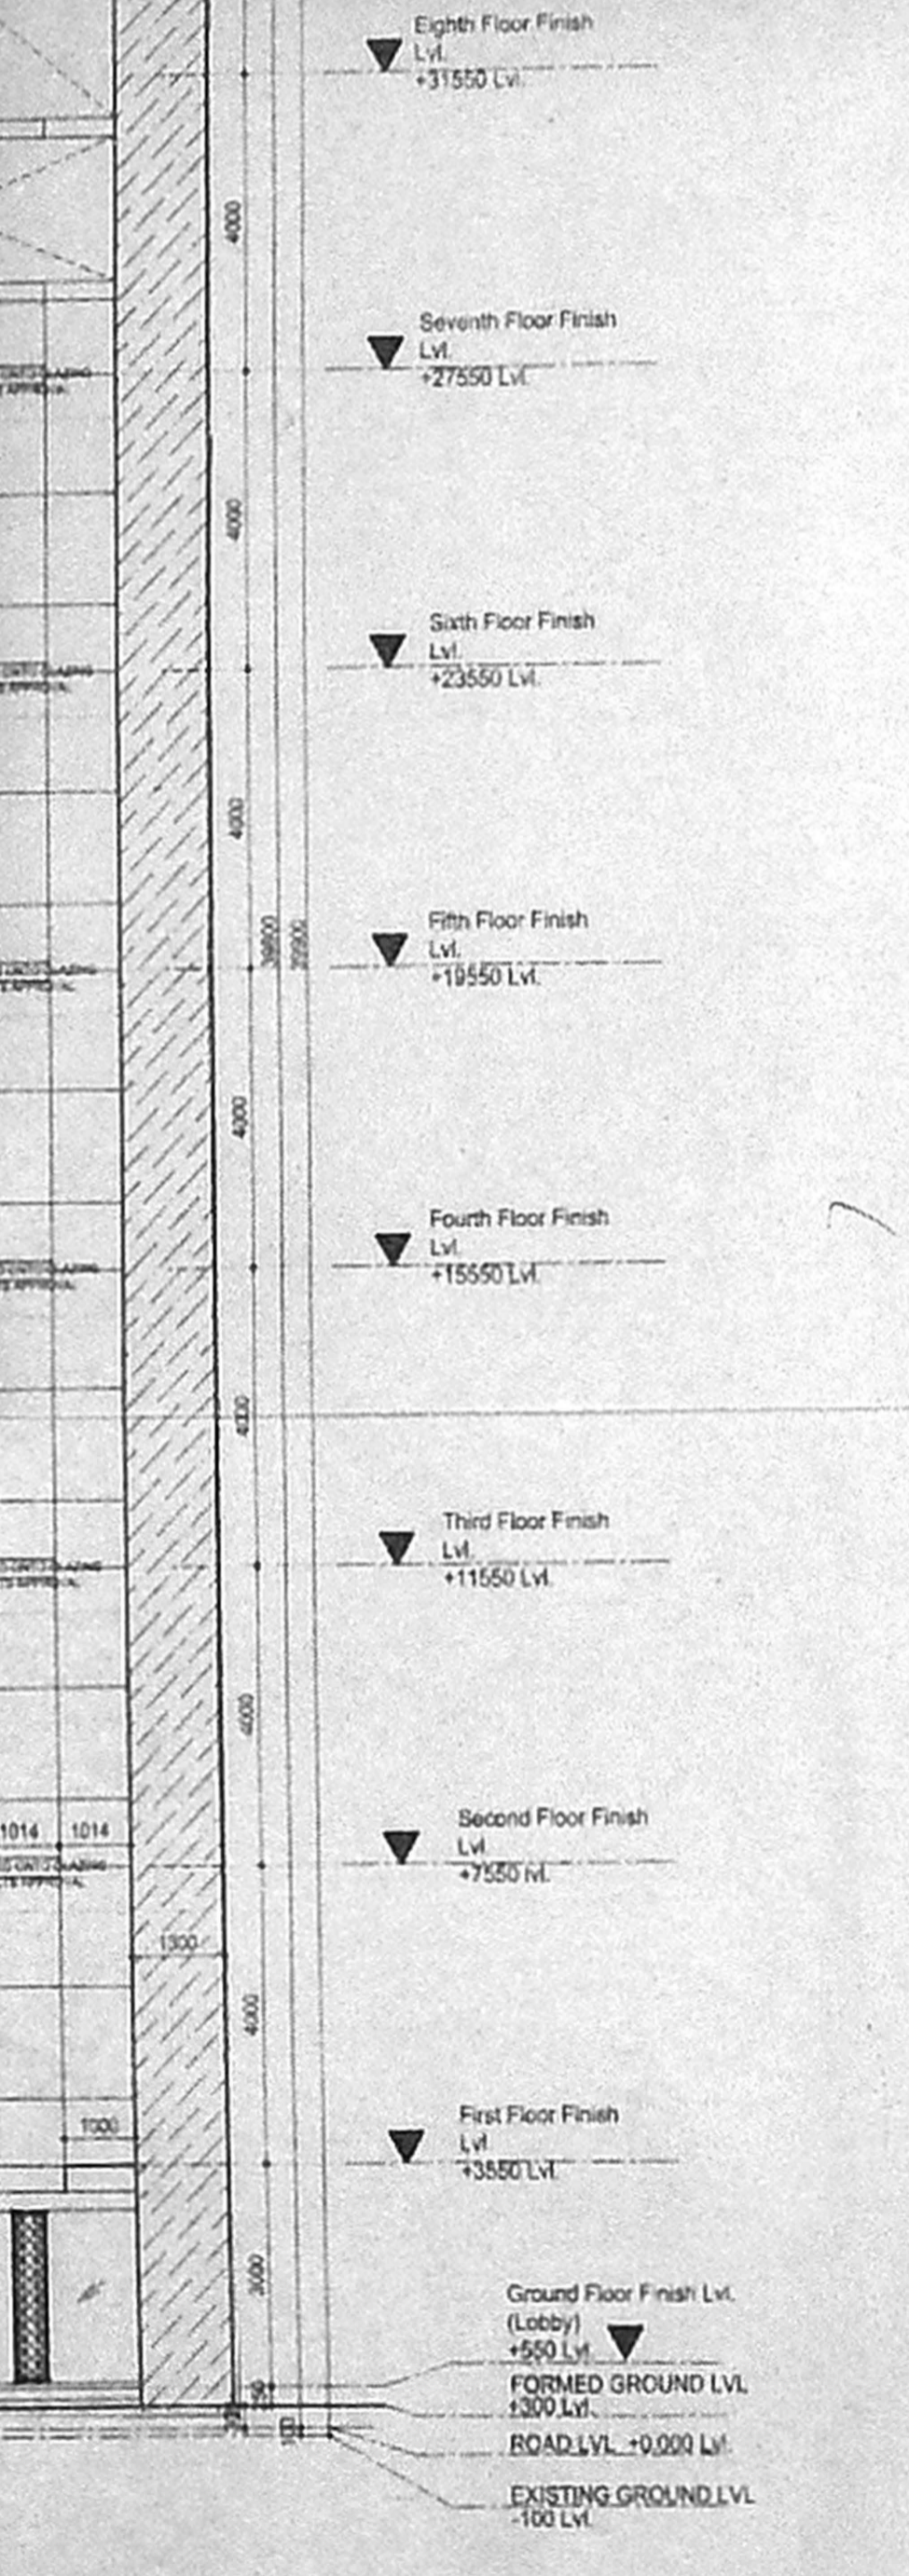 Eighth Floor Finish
Lvl.
+31550 Lvl.
4000
Seventh Floor Finish
Lvl.
+27550 Lvl.
4000
Sixth Floor Finish
Lvl.
+23550 Lvl.
4000
Fifth Floor Finish
Lvl.
+19550 Lvl.
39800
39900
4000
Fourth Floor Finish
Lvl.
+15550 Lvl.
4000
Third Floor Finish
Lvl.
+11550 Lvl.
4000
Second Floor Finish
Lvl.
+7550 lvl.
1014 1014
1300
4000
First Floor Finish
Lvl.
+3550 Lvl.
1000
3000
Ground Floor Finish Lvl.
(Lobby)
+550 Lvl.
FORMED GROUND LVL
+300 Lvl.
ROAD LVL +0.000 Lvl.
100
EXISTING GROUND LVL
-100 Lvl.